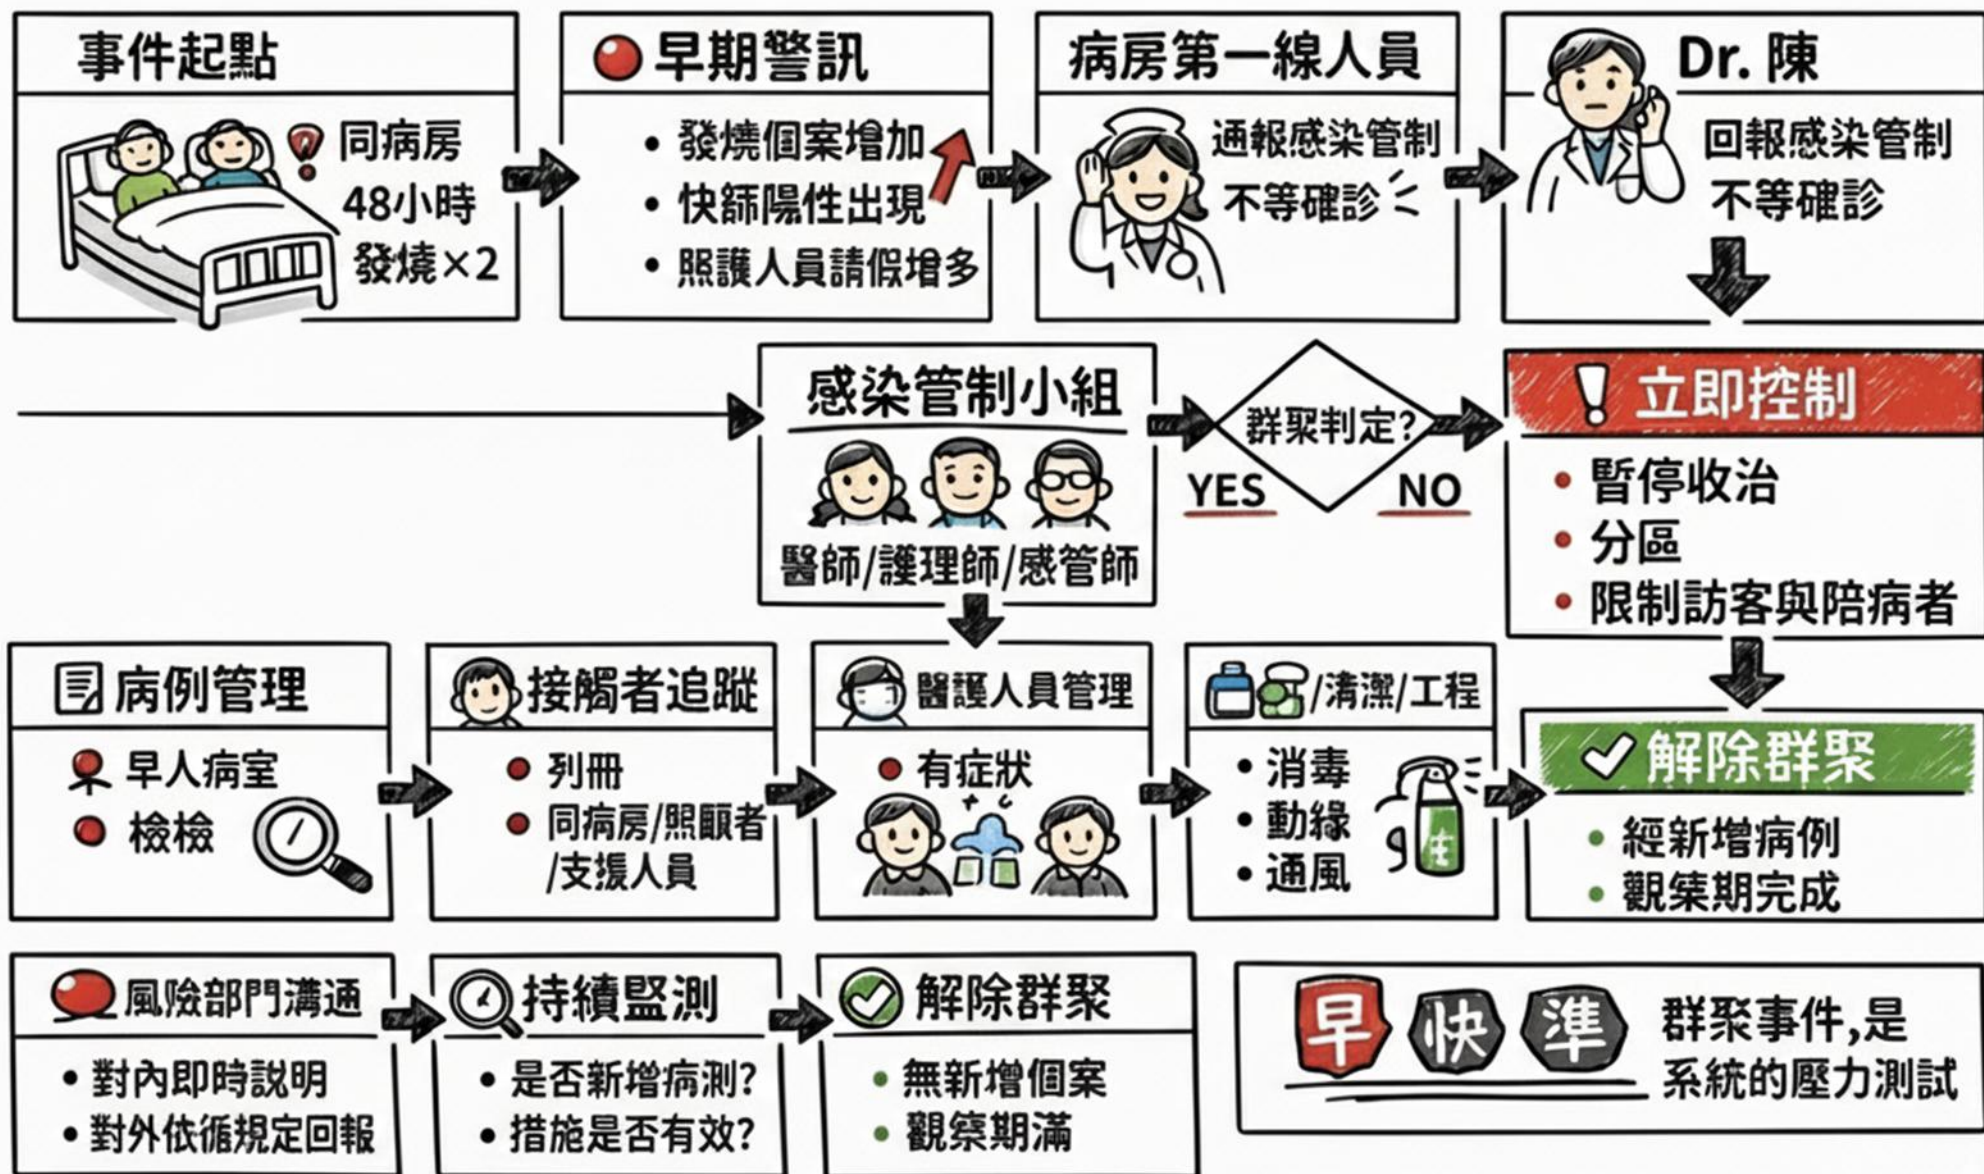 事件起點
同病房
48小時
發燒×2
早期警訊
• 發燒個案增加
• 快篩陽性出現
• 照護人員請假增多
病房第一線人員
通報感染管制
不等確診
Dr. 陳
回報感染管制
不等確診
感染管制小組
醫師/護理師/感管師
群聚判定?
YES
NO
立即控制
• 暫停收治
• 分區
• 限制訪客與陪病者
病例管理
早人病室
檢檢
接觸者追蹤
• 列冊
• 同病房/照顧者
/支援人員
醫護人員管理
• 有症狀
/清潔/工程
• 消毒
• 動線
• 通風
解除群聚
• 經新增病例
• 觀察期完成
風險部門溝通
• 對內即時說明
• 對外依循規定回報
持續監測
• 是否新增病測?
• 措施是否有效?
解除群聚
• 無新增個案
• 觀察期滿
早 快 準
群聚事件,是
系統的壓力測試